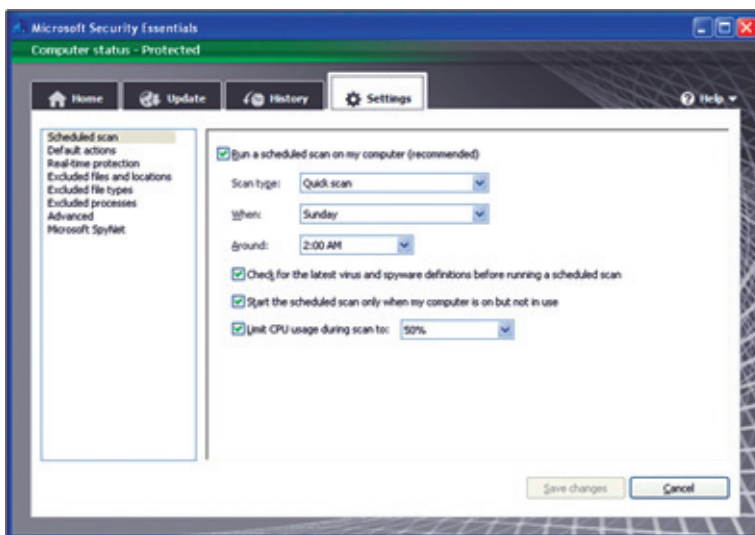 Microsoft Security Essentials
Computer status - Protected
Home
Update
History
Settings
Help
Scheduled scan
Default actions
Real-time protection
Excluded files and locations
Excluded file types
Excluded processes
Advanced
Microsoft SpyNet
Run a scheduled scan on my computer (recommended)
Scan type: Quick scan
When: Sunday
Around: 2:00 AM
Check for the latest virus and spyware definitions before running a scheduled scan
Start the scheduled scan only when my computer is on but not in use
Limit CPU usage during scan to: 50%
Save changes
Cancel